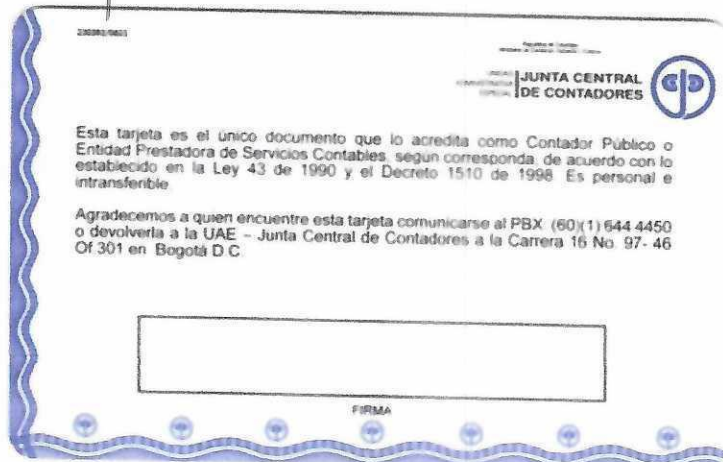 JUNTA CENTRAL
DE CONTADORES
Esta tarjeta es el único documento que lo acredita como Contador Público o
Entidad Prestadora de Servicios Contables, según corresponda, de acuerdo con lo
establecido en la Ley 43 de 1990 y el Decreto 1510 de 1998. Es personal e
intransferible
Agradecemos a quien encuentre esta tarjeta comunicarse al PBX (60)(1) 644 4450
o devolverla a la UAE - Junta Central de Contadores a la Carrera 16 No. 97- 46
Of 301 en Bogotá D.C
FIRMA